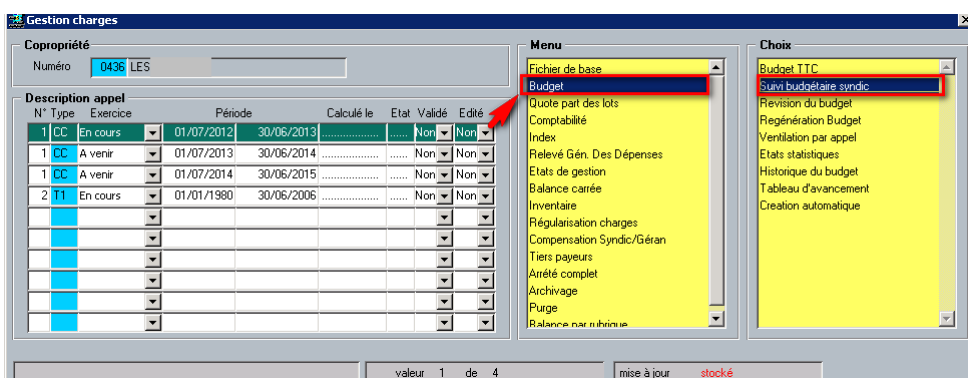 Gestion charges
Copropriété
Numéro 0436 LES
Description appel
N° Type Exercice Période Calculé le Etat Validé Edité
1 CC En cours 01/07/2012 30/06/2013 .................. ...... Non Non
1 CC A venir 01/07/2013 30/06/2014 .................. ...... Non Non
1 CC A venir 01/07/2014 30/06/2015 .................. ...... Non Non
2 T1 En cours 01/01/1980 30/06/2006 .................. ...... Non Non
Menu
Fichier de base
Budget
Quote part des lots
Comptabilité
Index
Relevé Gén. Des Dépenses
Etats de gestion
Balance carrée
Inventaire
Régularisation charges
Compensation Syndic/Géran
Tiers payeurs
Arrété complet
Archivage
Purge
Balance par rubrique
Choix
Budget TTC
Suivi budgétaire syndic
Revision du budget
Regénération Budget
Ventilation par appel
Etats statistiques
Historique du budget
Tableau d'avancement
Creation automatique
valeur 1 de 4
mise à jour stocké